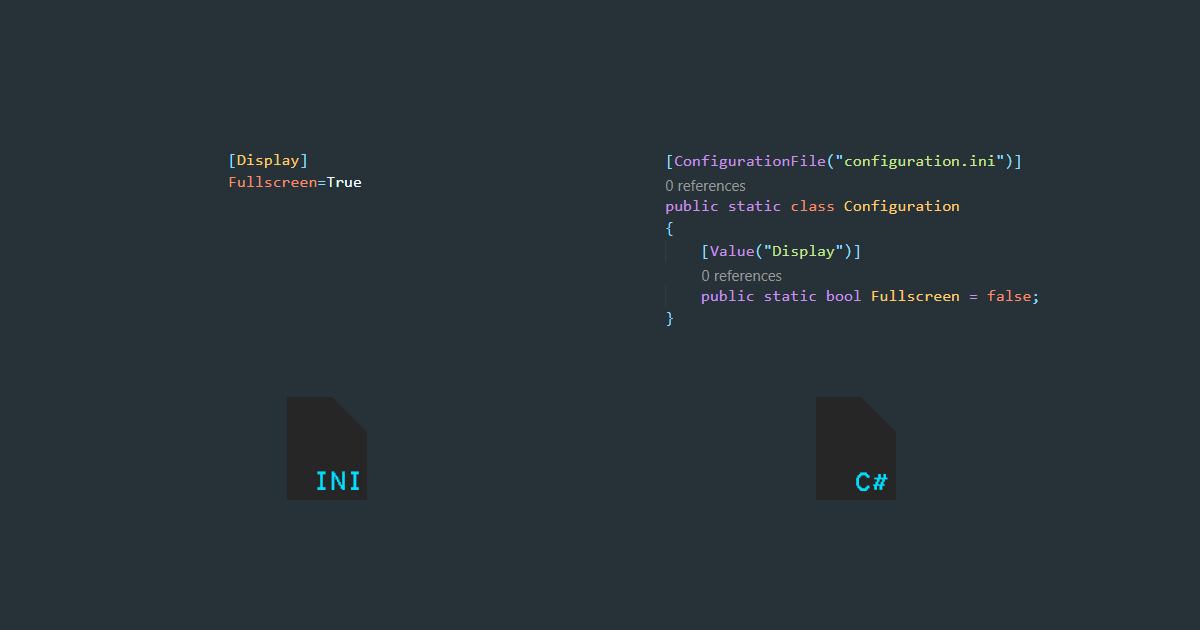 [Display]
Fullscreen=True
[ConfigurationFile("configuration.ini")]
0 references
public static class Configuration
{
[Value("Display")]
0 references
public static bool Fullscreen = false;
}
INI
C#